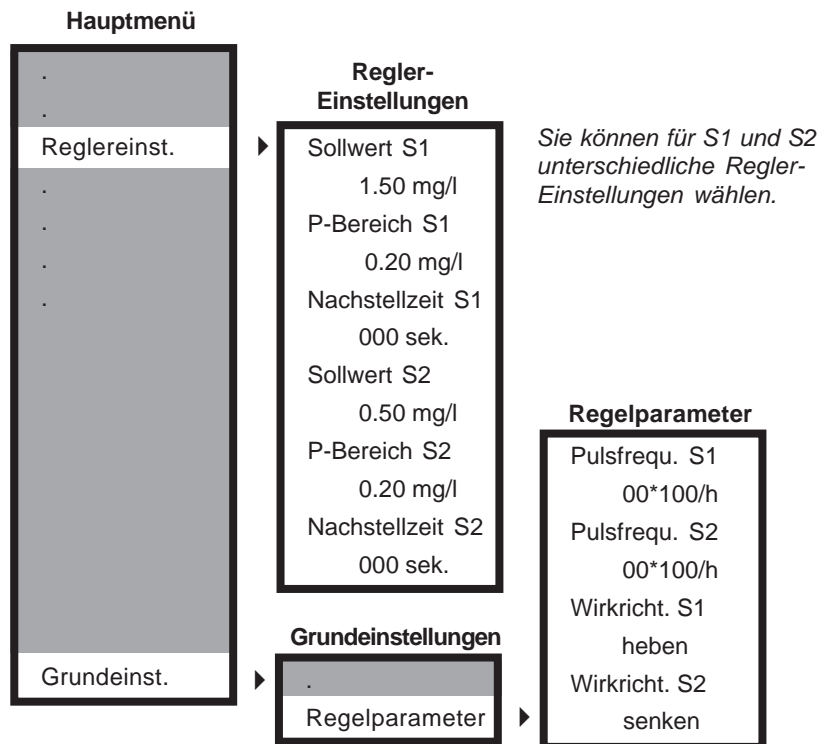 Hauptmenü
.
.
Reglereinst.
.
.
.
.
Grundeinst.
Regler-
Einstellungen
Sollwert S1
1.50 mg/l
P-Bereich S1
0.20 mg/l
Nachstellzeit S1
000 sek.
Sollwert S2
0.50 mg/l
P-Bereich S2
0.20 mg/l
Nachstellzeit S2
000 sek.
Sie können für S1 und S2
unterschiedliche Regler-
Einstellungen wählen.
Grundeinstellungen
.
Regelparameter
Regelparameter
Pulsfrequ. S1
00*100/h
Pulsfrequ. S2
00*100/h
Wirkricht. S1
heben
Wirkricht. S2
senken